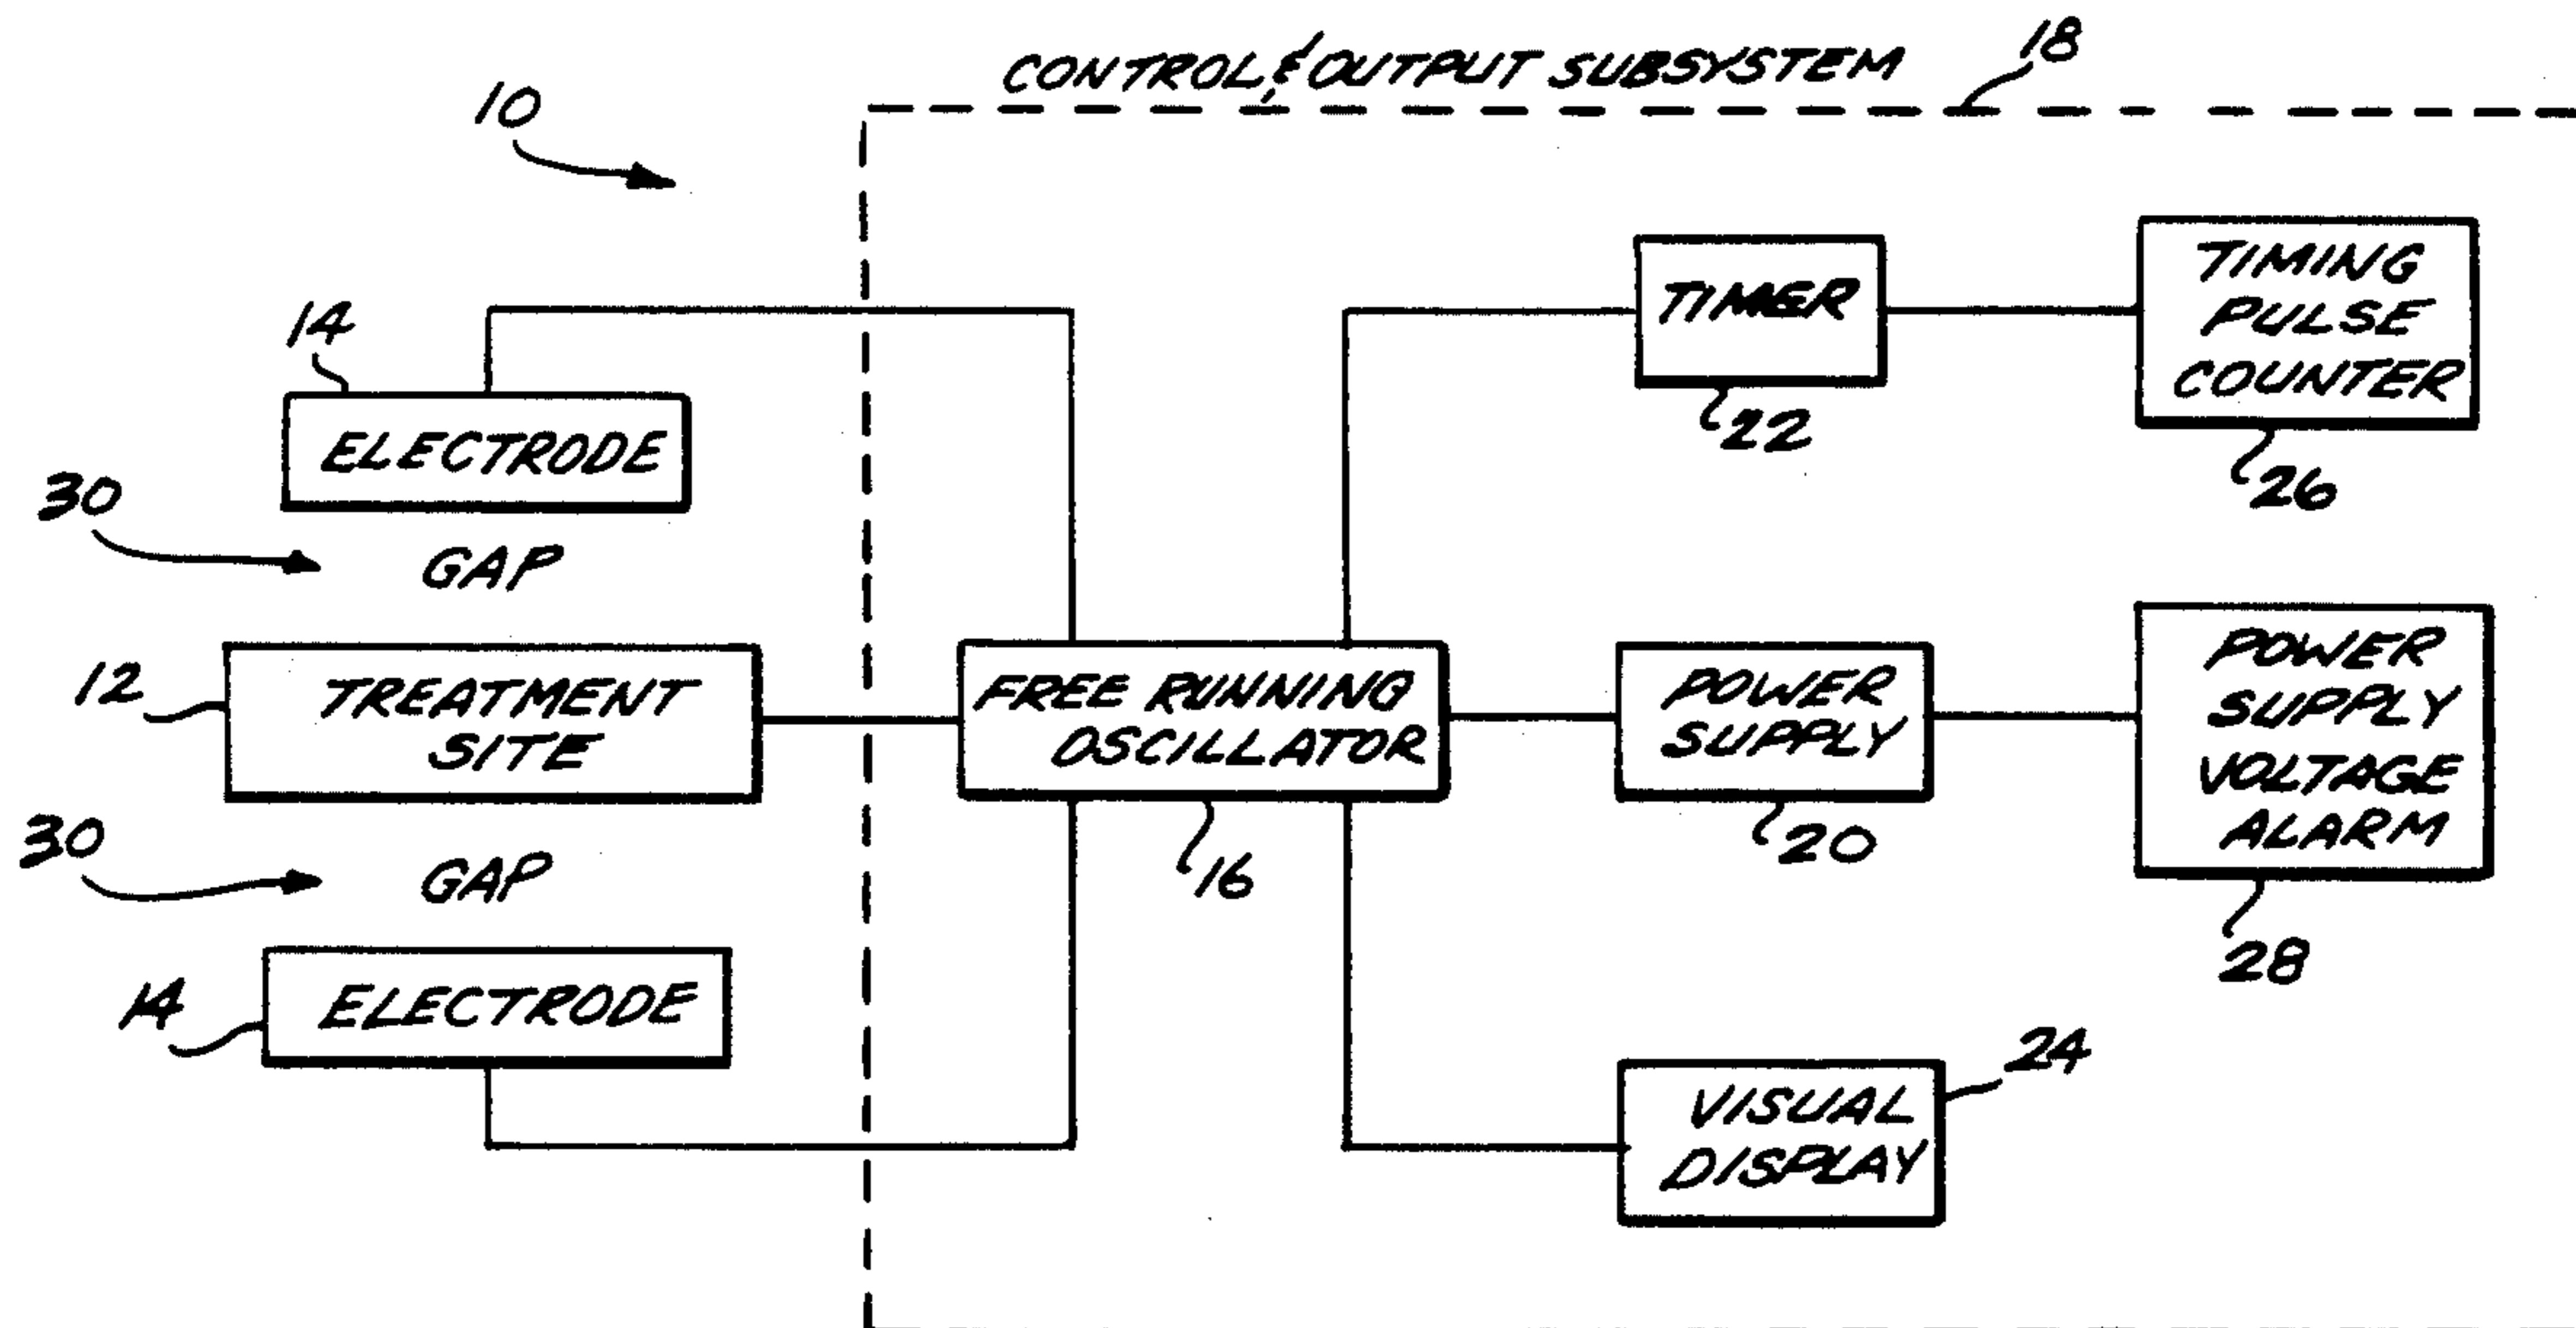 CONTROL & OUTPUT SUBSYSTEM
18
10
14
ELECTRODE
30
GAP
12
TREATMENT
SITE
30
GAP
14
ELECTRODE
FREE RUNNING
OSCILLATOR
16
TIMER
22
TIMING
PULSE
COUNTER
26
POWER
SUPPLY
20
POWER
SUPPLY
VOLTAGE
ALARM
28
VISUAL
DISPLAY
24